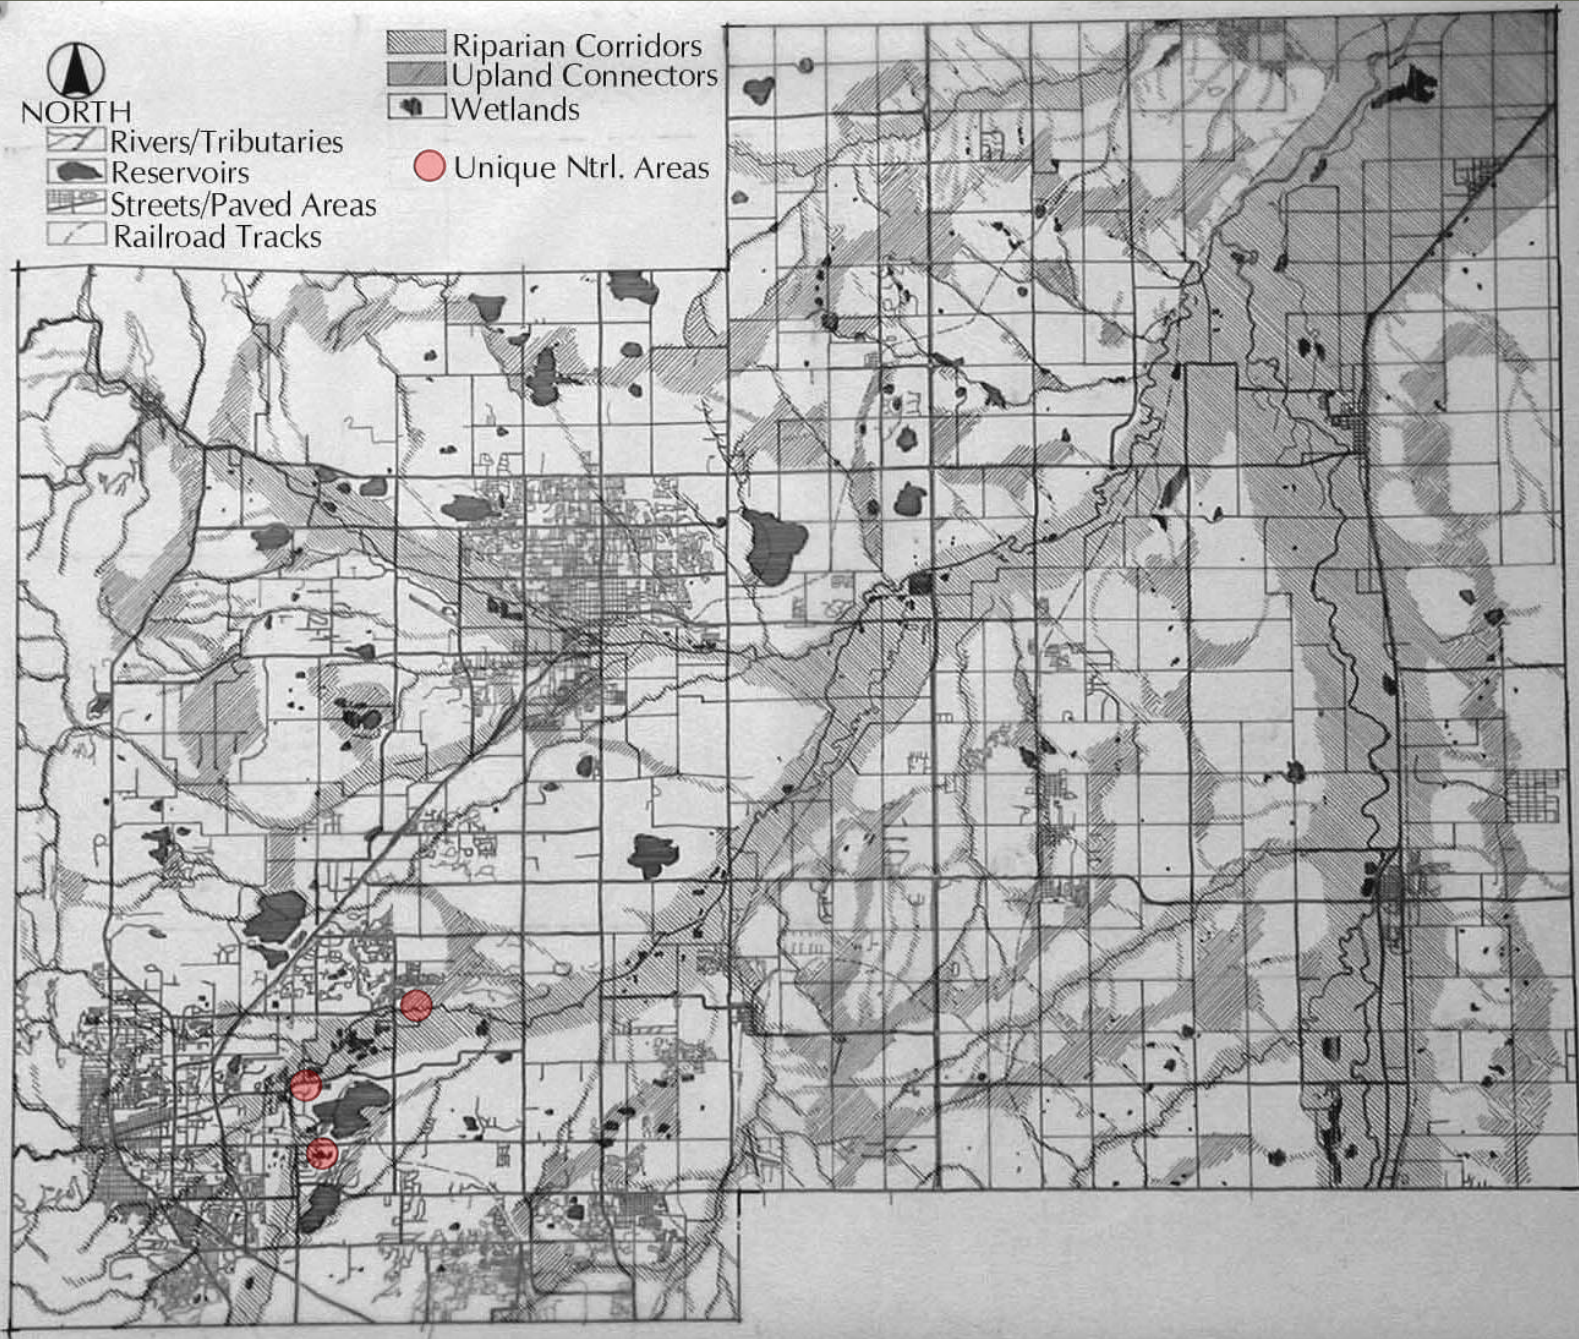 NORTH
Rivers/Tributaries
Reservoirs
Streets/Paved Areas
Railroad Tracks
Riparian Corridors
Upland Connectors
Wetlands
Unique Ntrl. Areas